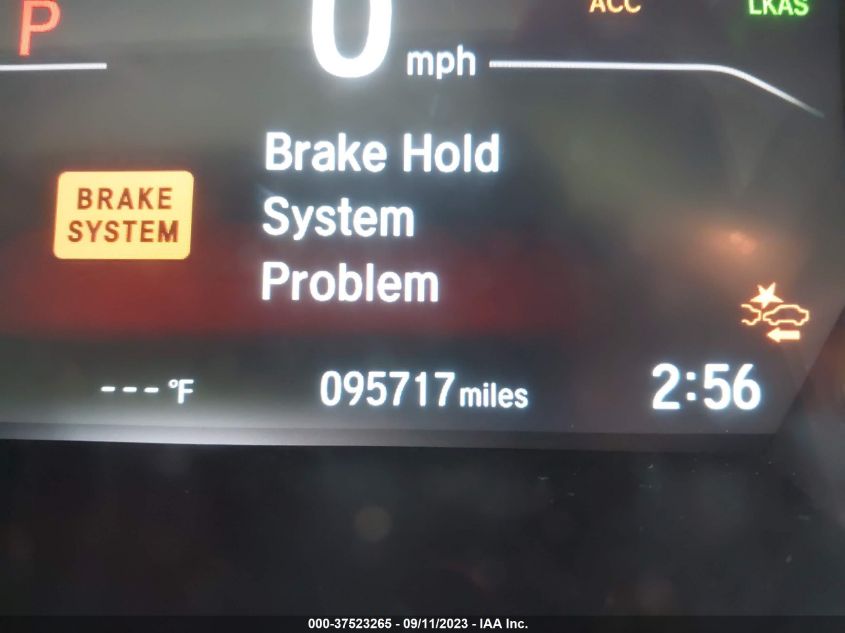 P
0 mph
ACC
LKAS
Brake Hold
System
Problem
BRAKE
SYSTEM
---°F
095717 miles
2:56
000-37523265 - 09/11/2023 - IAA Inc.